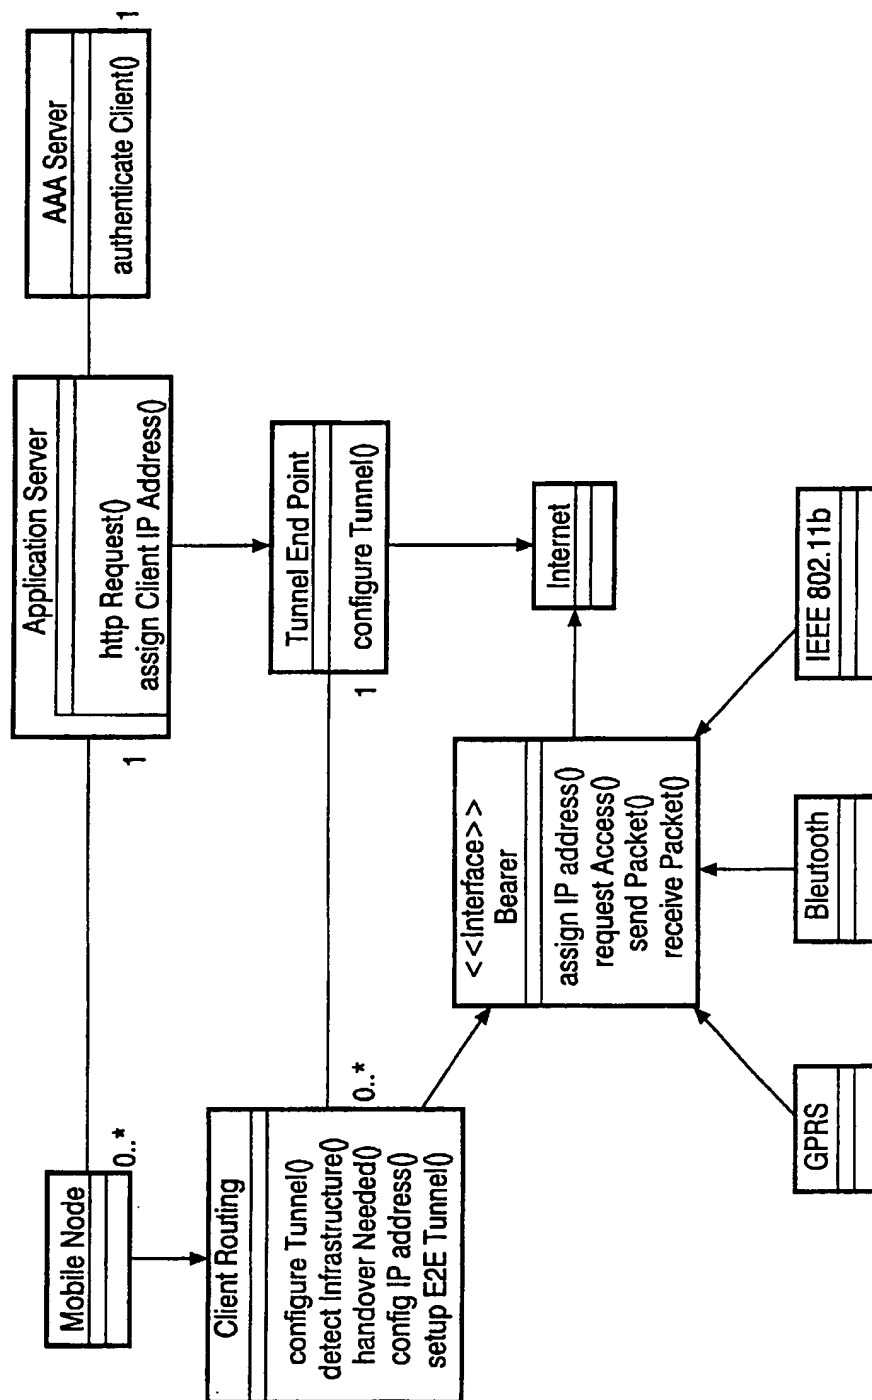 Mobile Node
0..*
1
Application Server
http Request()
assign Client IP Address()
AAA Server
authenticate Client()
1
Client Routing
configure Tunnel()
detect Infrastructure()
handover Needed()
config IP address()
setup E2E Tunnel()
0..*
1
Tunnel End Point
configure Tunnel()
<<Interface>>
Bearer
assign IP address()
request Access()
send Packet()
receive Packet()
Internet
GPRS
Bleutooth
IEEE 802.11b